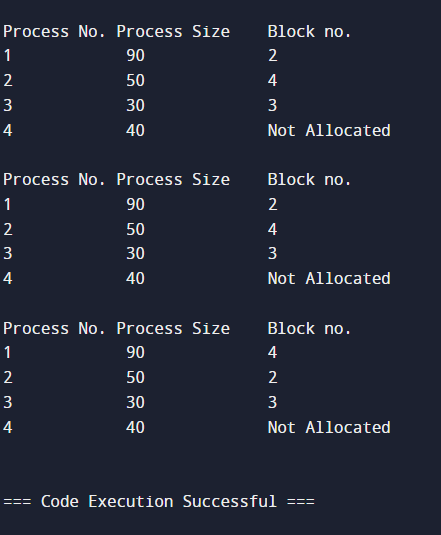 Process No. Process Size    Block no.
1            90             2
2            50             4
3            30             3
4            40             Not Allocated

Process No. Process Size    Block no.
1            90             2
2            50             4
3            30             3
4            40             Not Allocated

Process No. Process Size    Block no.
1            90             4
2            50             2
3            30             3
4            40             Not Allocated

=== Code Execution Successful ===